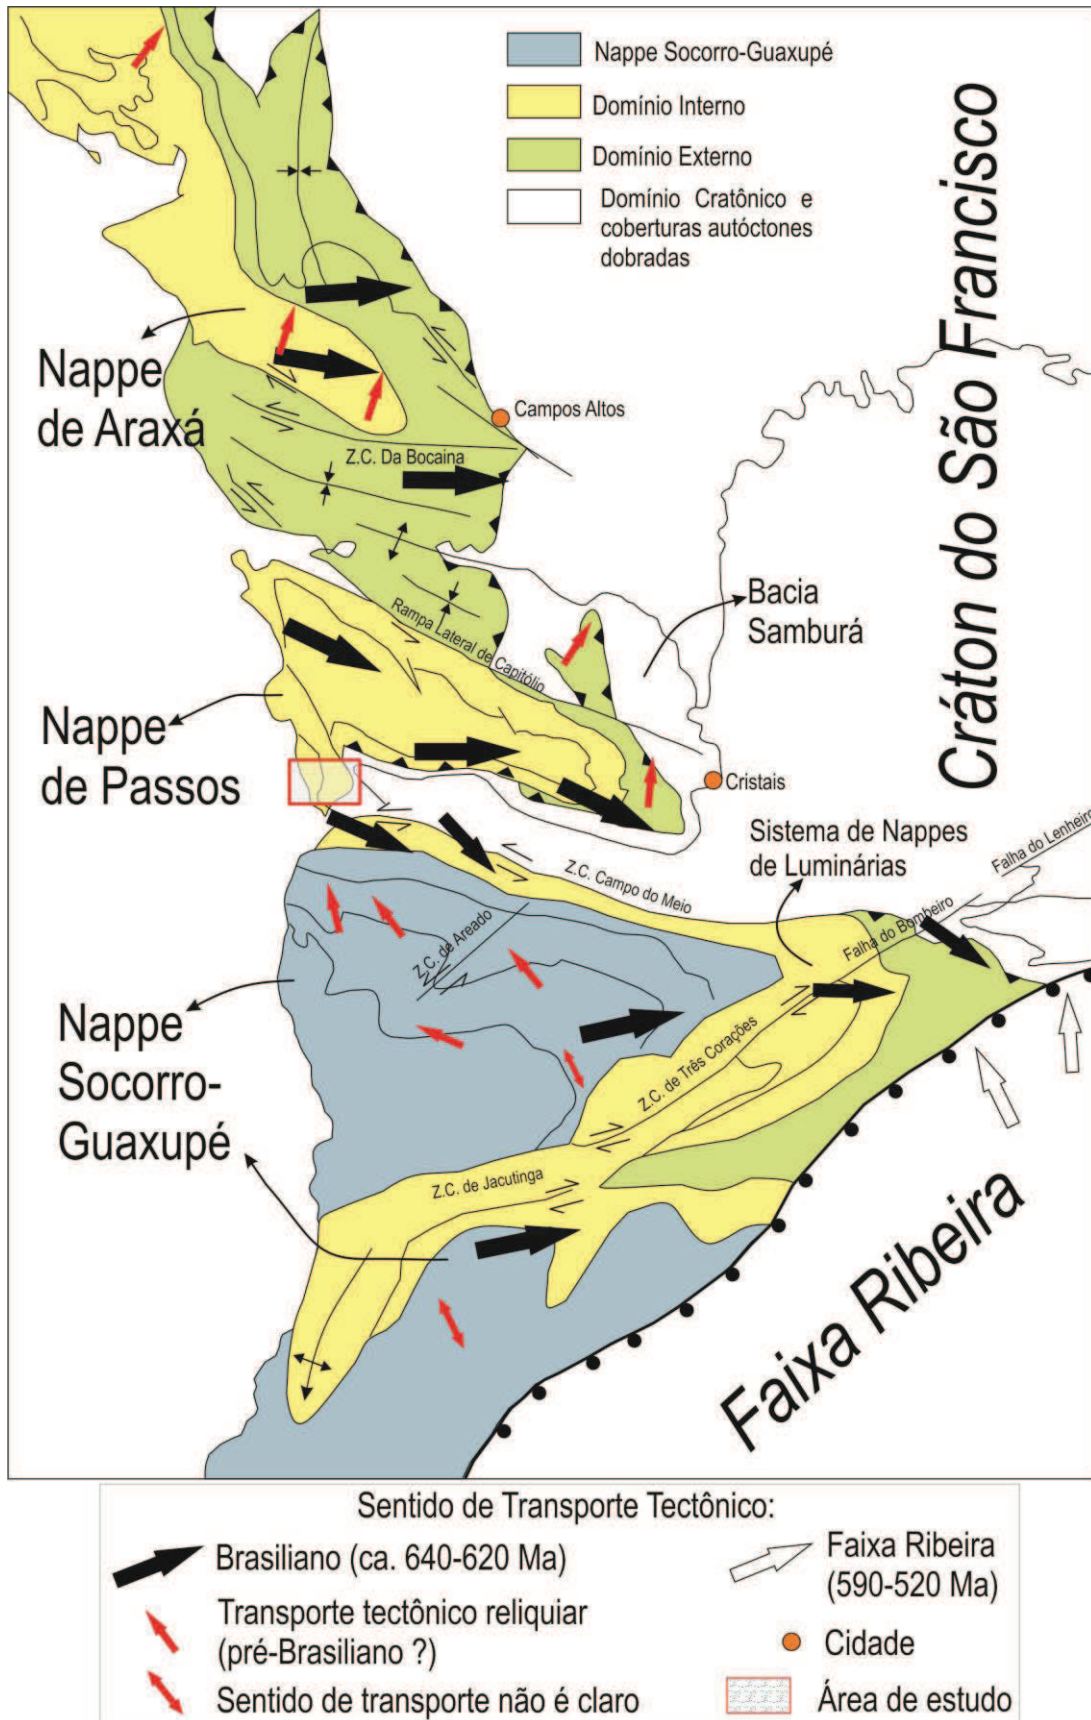 Nappe Socorro-Guaxupé
Domínio Interno
Domínio Externo
Domínio Cratônico e
coberturas autóctones
dobradas
Cráton do São Francisco
Nappe
de Araxá
Campos Altos
Z.C. Da Bocaina
Bacia
Samburá
Rampa Lateral de Capitólio
Nappe
de Passos
Cristais
Sistema de Nappes
de Luminárias
Falha do Lenheiro
Z.C. Campo do Meio
Falha do Bombeiro
Z.C. de Areado
Nappe
Socorro-
Guaxupé
Z.C. de Três Corações
Z.C. de Jacutinga
Faixa Ribeira
Sentido de Transporte Tectônico:
Brasiliano (ca. 640-620 Ma)
Transporte tectônico reliquiar
(pré-Brasiliano ?)
Sentido de transporte não é claro
Faixa Ribeira
(590-520 Ma)
Cidade
Área de estudo